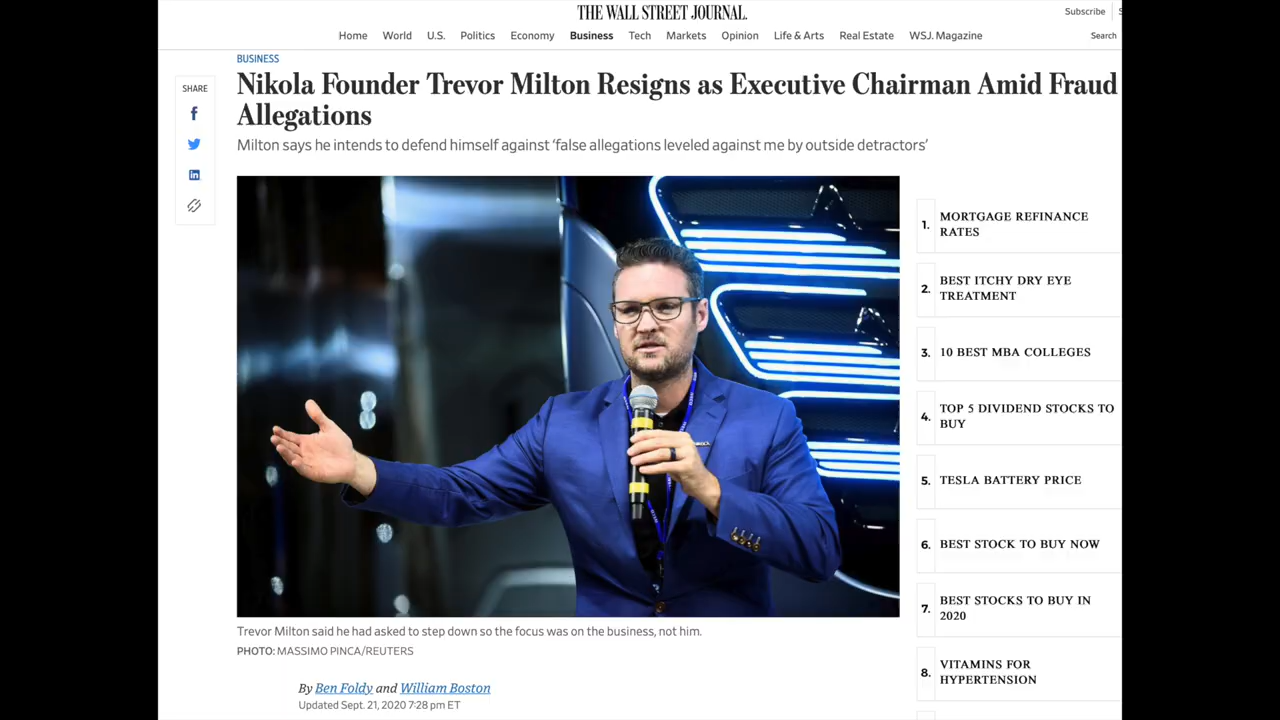 THE WALL STREET JOURNAL.
Subscribe
Home World U.S. Politics Economy Business Tech Markets Opinion Life & Arts Real Estate WSJ. Magazine
Search
BUSINESS
Nikola Founder Trevor Milton Resigns as Executive Chairman Amid Fraud
Allegations
Milton says he intends to defend himself against ‘false allegations leveled against me by outside detractors’
SHARE
Trevor Milton said he had asked to step down so the focus was on the business, not him.
PHOTO: MASSIMO PINCA/REUTERS
By Ben Foldy and William Boston
Updated Sept. 21, 2020 7:28 pm ET
1. MORTGAGE REFINANCE
RATES
2. BEST ITCHY DRY EYE
TREATMENT
3. 10 BEST MBA COLLEGES
4. TOP 5 DIVIDEND STOCKS TO
BUY
5. TESLA BATTERY PRICE
6. BEST STOCK TO BUY NOW
7. BEST STOCKS TO BUY IN
2020
8. VITAMINS FOR
HYPERTENSION